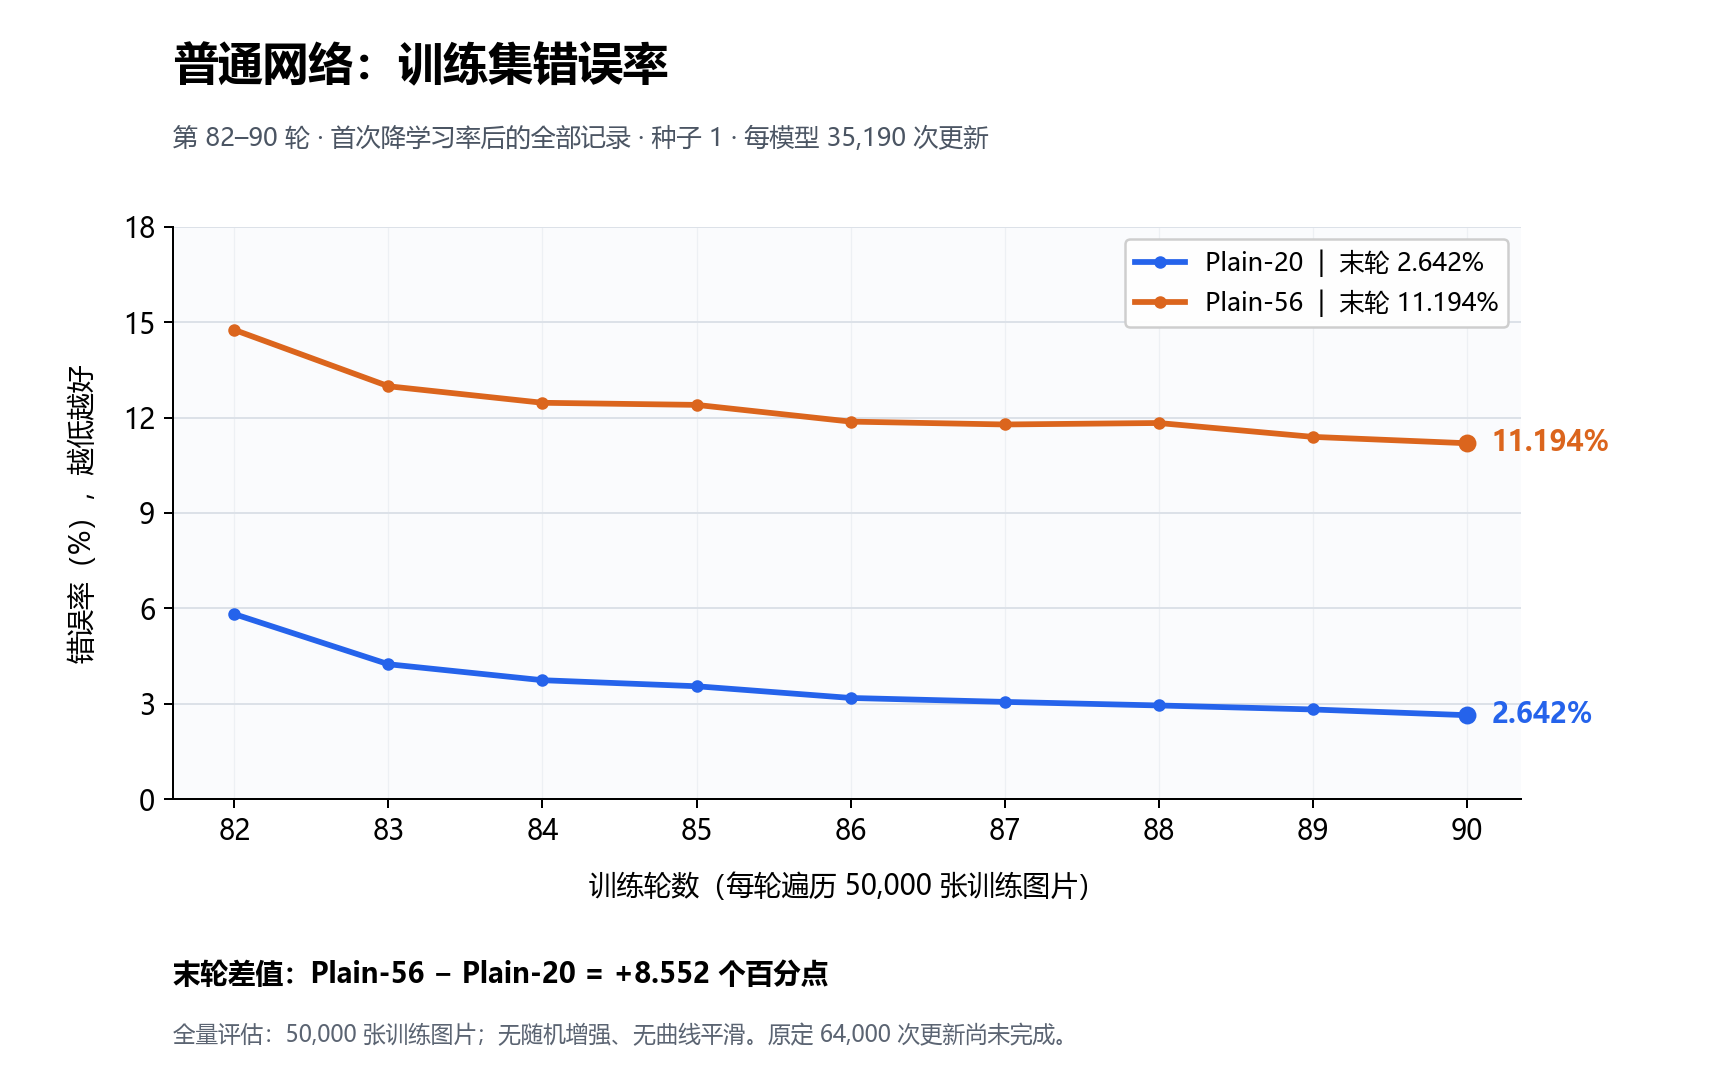 普通网络：训练集错误率
第 82–90 轮 · 首次降学习率后的全部记录 · 种子 1 · 每模型 35,190 次更新
错误率（%），越低越好
18
15
12
9
6
3
0
Plain-20 | 末轮 2.642%
Plain-56 | 末轮 11.194%
11.194%
2.642%
82 83 84 85 86 87 88 89 90
训练轮数（每轮遍历 50,000 张训练图片）
末轮差值：Plain-56 − Plain-20 = +8.552 个百分点
全量评估：50,000 张训练图片；无随机增强、无曲线平滑。原定 64,000 次更新尚未完成。